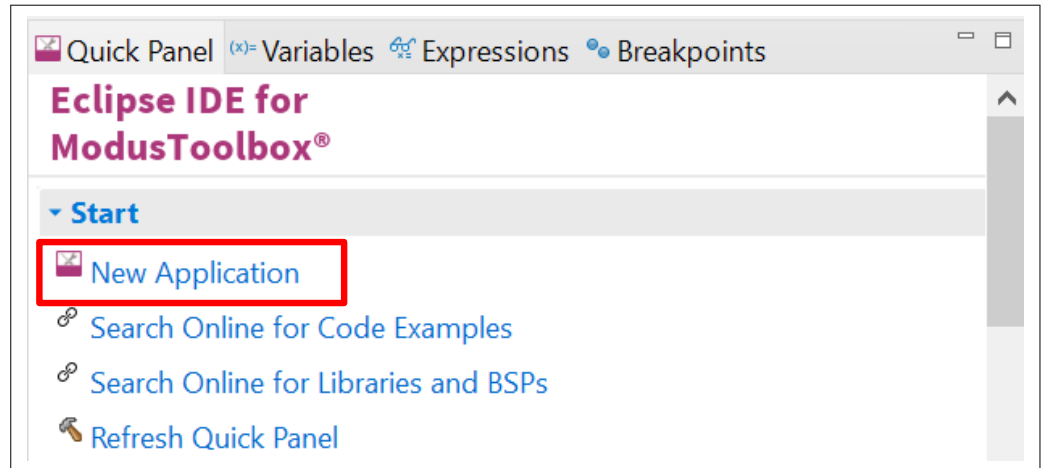 Quick Panel (x)= Variables Expressions Breakpoints
Eclipse IDE for
ModusToolbox®
Start
New Application
Search Online for Code Examples
Search Online for Libraries and BSPs
Refresh Quick Panel